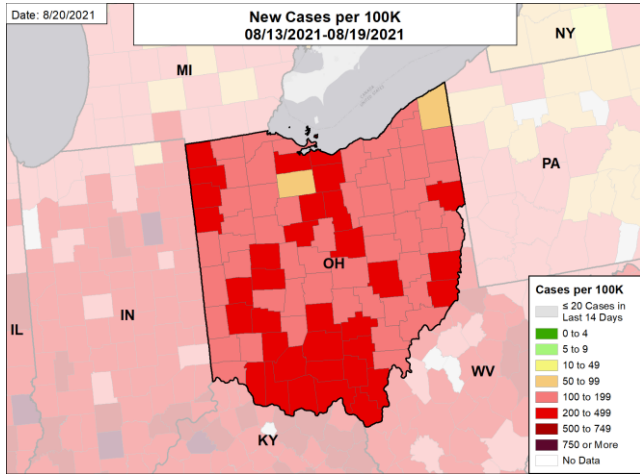 Date: 8/20/2021
New Cases per 100K
08/13/2021-08/19/2021
NY
MI
PA
OH
IN
IL
WV
KY
Cases per 100K
≤ 20 Cases in
Last 14 Days
0 to 4
5 to 9
10 to 49
50 to 99
100 to 199
200 to 499
500 to 749
750 or More
No Data